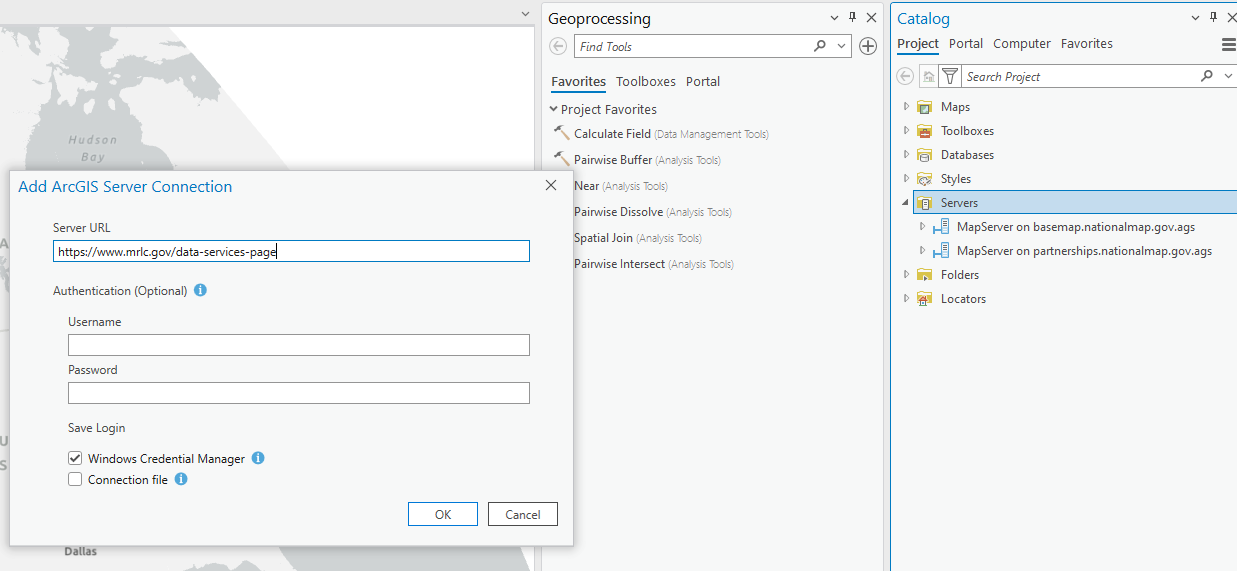 Hudson
Bay
Dallas
Add ArcGIS Server Connection
Server URL
https://www.mrlc.gov/data-services-page
Authentication (Optional)
Username
Password
Save Login
Windows Credential Manager
Connection file
OK Cancel
Geoprocessing
Find Tools
Favorites Toolboxes Portal
Project Favorites
Calculate Field (Data Management Tools)
Pairwise Buffer (Analysis Tools)
Near (Analysis Tools)
Pairwise Dissolve (Analysis Tools)
Spatial Join (Analysis Tools)
Pairwise Intersect (Analysis Tools)
Catalog
Project Portal Computer Favorites
Search Project
Maps
Toolboxes
Databases
Styles
Servers
MapServer on basemap.nationalmap.gov.ags
MapServer on partnerships.nationalmap.gov.ags
Folders
Locators